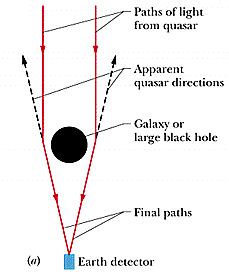 Paths of light
from quasar
Apparent
quasar directions
Galaxy or
large black hole
Final paths
(a)
Earth detector